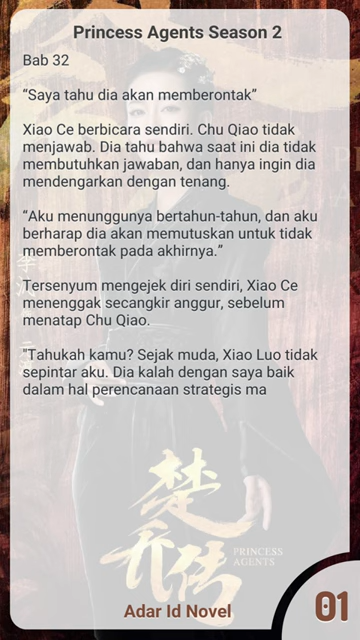 Princess Agents Season 2
Bab 32
“Saya tahu dia akan memberontak”
Xiao Ce berbicara sendiri. Chu Qiao tidak
menjawab. Dia tahu bahwa saat ini dia tidak
membutuhkan jawaban, dan hanya ingin dia
mendengarkan dengan tenang.
“Aku menunggunya bertahun-tahun, dan aku
berharap dia akan memutuskan untuk tidak
memberontak pada akhirnya.”
Tersenyum mengejek diri sendiri, Xiao Ce
menenggak secangkir anggur, sebelum
menatap Chu Qiao.
"Tahukah kamu? Sejak muda, Xiao Luo tidak
sepintar aku. Dia kalah dengan saya baik
dalam hal perencanaan strategis ma
楚乔传
PRINCESS
AGENTS
Adar Id Novel
01